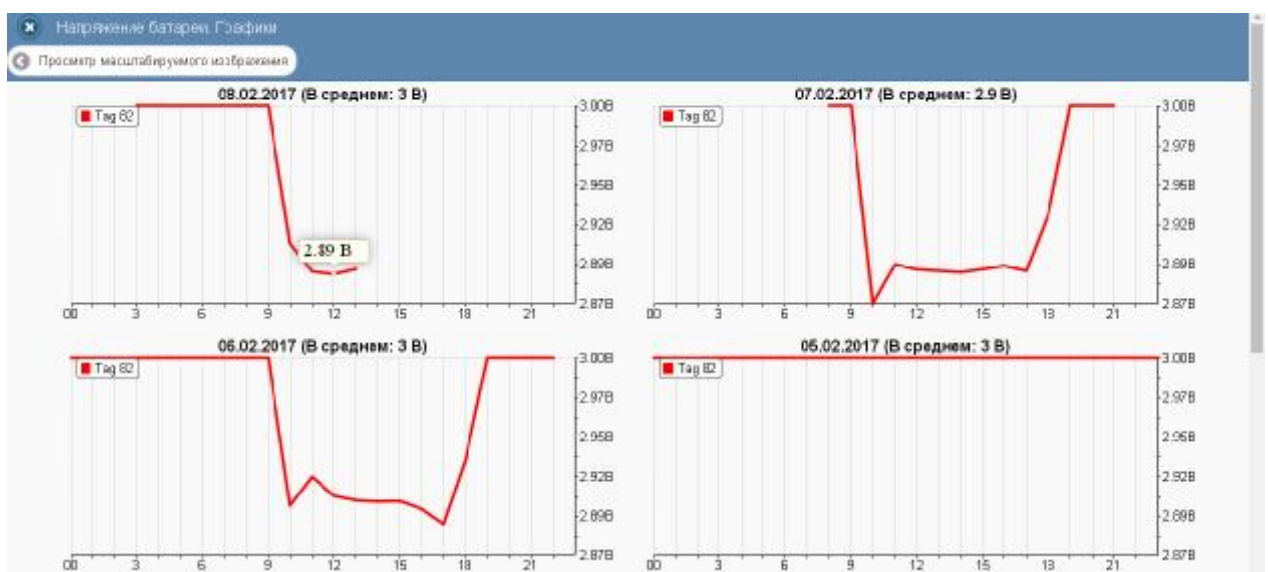 Напряжение батареи. Графики
Просмотр масштабируемого изображения
08.02.2017 (В среднем: 3 В)
Tag 82
3.00В
2.97В
2.95В
2.92В
2.89В
2.87В
2.89 В
00 3 6 9 12 15 18 21
07.02.2017 (В среднем: 2.9 В)
Tag 82
3.00В
2.97В
2.95В
2.92В
2.89В
2.87В
00 3 6 9 12 15 18 21
06.02.2017 (В среднем: 3 В)
Tag 82
3.00В
2.97В
2.95В
2.92В
2.89В
2.87В
00 3 6 9 12 15 18 21
05.02.2017 (В среднем: 3 В)
Tag 82
3.00В
2.97В
2.95В
2.92В
2.89В
2.87В
00 3 6 9 12 15 18 21